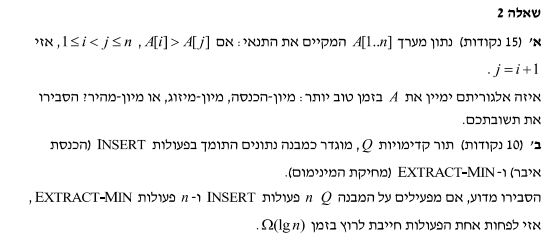 שאלה 2
א' (15 נקודות) נתון מערך A[1..n] המקיים את התנאי: אם A[i] > A[j] , 1 ≤ i < j ≤ n, אזי
j = i + 1 .
איזה אלגוריתם ימיין את A בזמן טוב יותר: מיון-הכנסה, מיון-מיזוג, או מיון-מהיר? הסבירו
את תשובתכם.
ב' (10 נקודות) תור קדימויות Q, מוגדר כמבנה נתונים התומך בפעולות INSERT (הכנסת
איבר) ו-EXTRACT-MIN (מחיקת המינימום).
הסבירו מדוע, אם מפעילים על המבנה Q n פעולות INSERT ו-n פעולות EXTRACT-MIN,
אזי לפחות אחת הפעולות חייבת לרוץ בזמן Ω(lg n) .